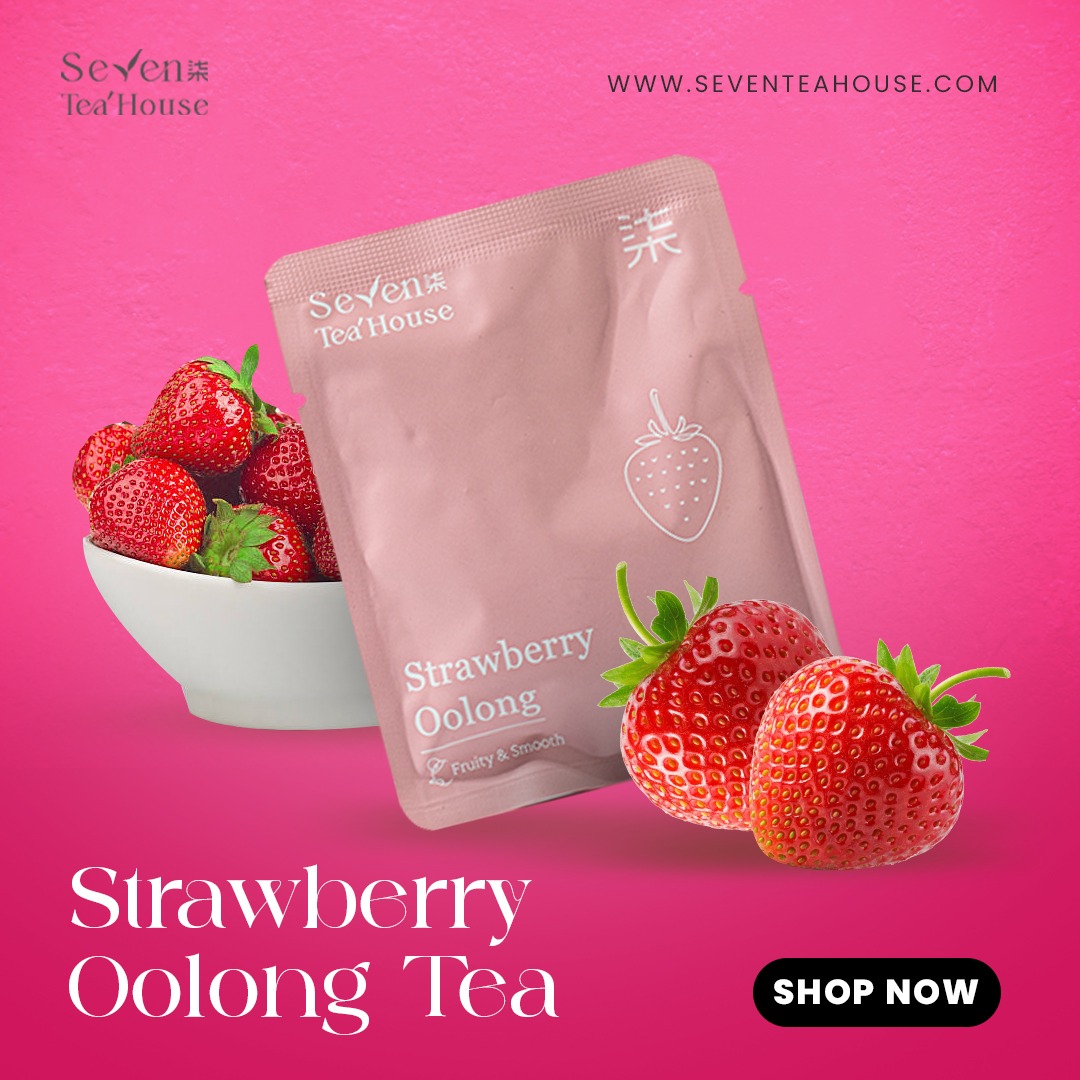 Seven柒
Tea'House
WWW.SEVENTEAHOUSE.COM
柒
Seven柒
Tea'House
Strawberry
Oolong
Fruity & Smooth
Strawberry
Oolong Tea
SHOP NOW